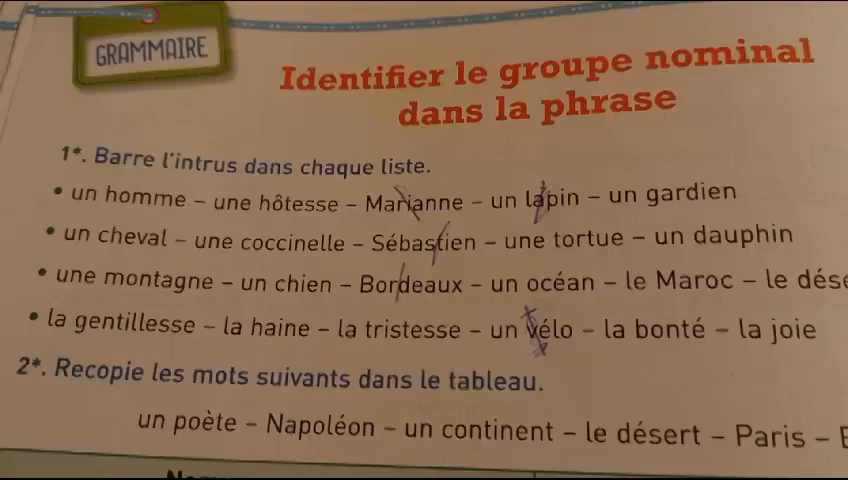 GRAMMAIRE
Identifier le groupe nominal
dans la phrase
1*. Barre l'intrus dans chaque liste.
• un homme – une hôtesse – Marianne – un lapin – un gardien
• un cheval – une coccinelle – Sébastien – une tortue – un dauphin
• une montagne – un chien – Bordeaux – un océan – le Maroc – le dése
• la gentillesse – la haine – la tristesse – un vélo – la bonté – la joie
2*. Recopie les mots suivants dans le tableau.
un poète – Napoléon – un continent – le désert – Paris –